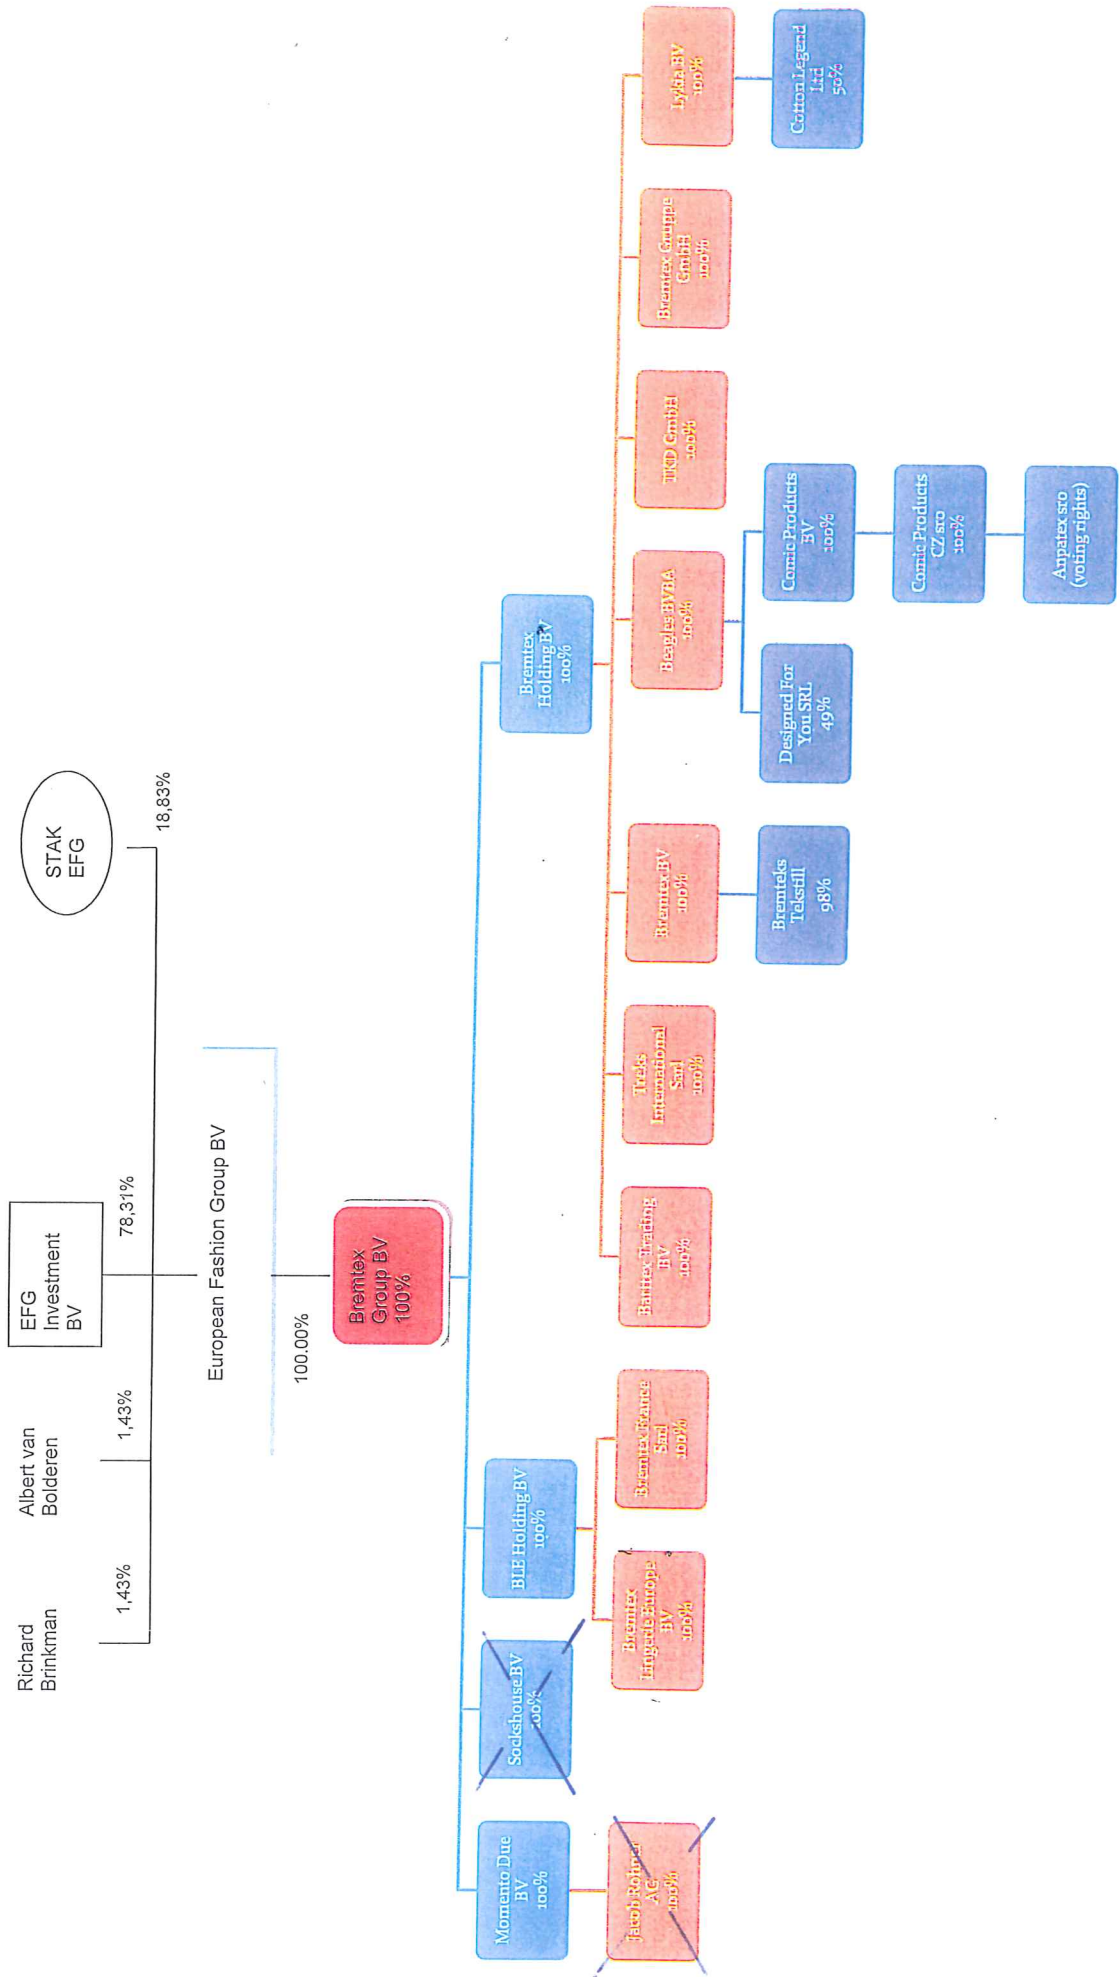 Richard
Brinkman
1,43%
Albert van
Bolderen
1,43%
EFG
Investment
BV
78,31%
STAK
EFG
18,83%
European Fashion Group BV
100.00%
Bremtex
Group BV
100%
Momento Due
BV
100%
Sockshouse BV
100%
BLE Holding BV
100%
Bremtex
Holding BV
100%
Jacob Rohner
AG
100%
Bremtex
Lingerie Europe
BV
100%
Bremtex France
Sarl
100%
Barttex Trading
BV
100%
Treks
International
Sarl
100%
Bremtex BV
100%
Beagles BVBA
100%
TKD GmbH
100%
Bremtex Gruppe
GmbH
100%
Lykia BV
100%
Bremteks
Tekstill
98%
Designed For
You SRL
49%
Comic Products
BV
100%
Cotton Legend
Ltd
50%
Comic Products
CZ sro
100%
Anpatex sro
(voting rights)